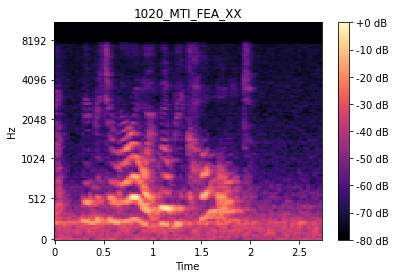 1020_MTI_FEA_XX
+0 dB
8192
-10 dB
4096
-20 dB
-30 dB
2048
Hz
-40 dB
1024
-50 dB
512
-60 dB
-70 dB
0
-80 dB
0 0.5 1 1.5 2 2.5
Time